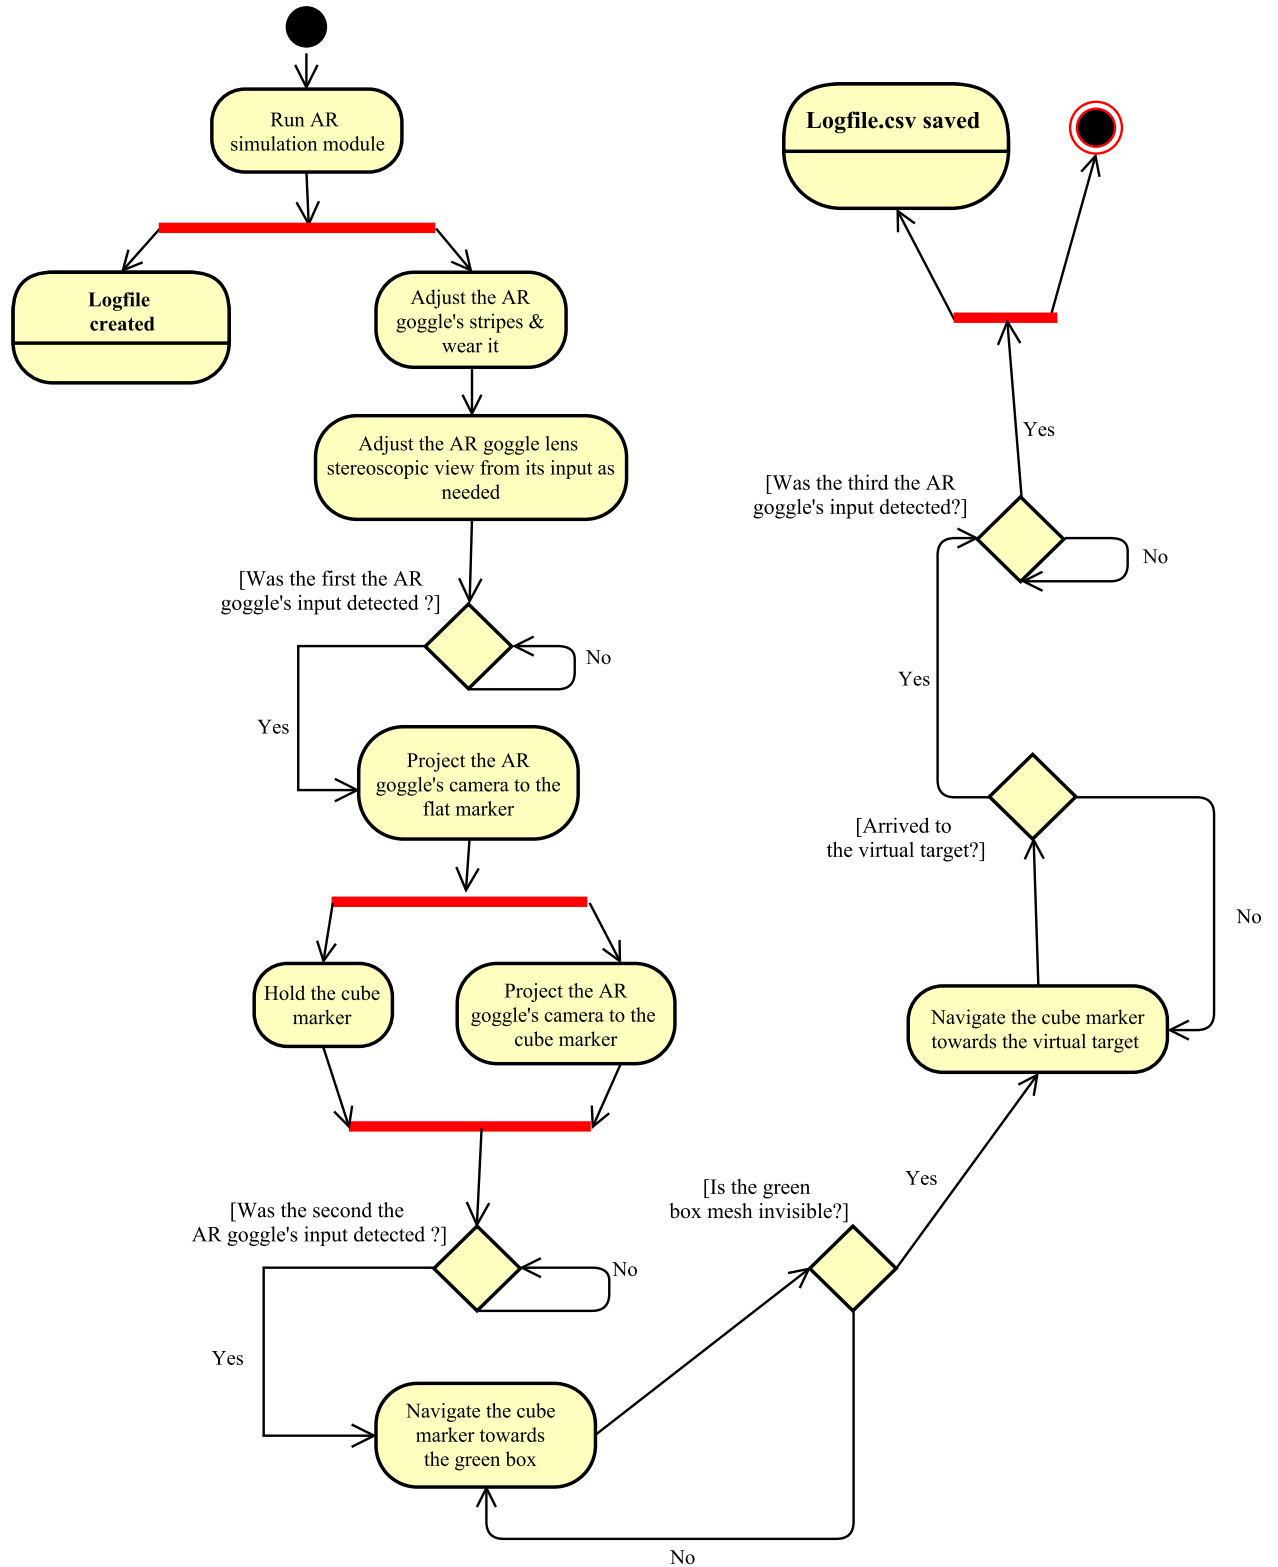 Run AR
simulation module
Logfile
created
Adjust the AR
goggle's stripes &
wear it
Adjust the AR goggle lens
stereoscopic view from its input as
needed
[Was the first the AR
goggle's input detected ?]
No
Yes
Project the AR
goggle's camera to the
flat marker
Hold the cube
marker
Project the AR
goggle's camera to the
cube marker
[Was the second the
AR goggle's input detected ?]
No
Yes
Navigate the cube
marker towards
the green box
[Is the green
box mesh invisible?]
No
Yes
Navigate the cube marker
towards the virtual target
[Arrived to
the virtual target?]
No
Yes
[Was the third the AR
goggle's input detected?]
No
Yes
Logfile.csv saved